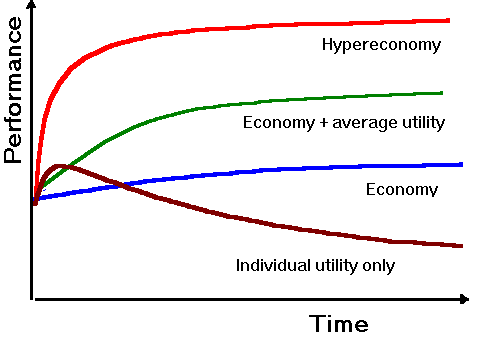 Performance
Hypereconomy
Economy + average utility
Economy
Individual utility only
Time